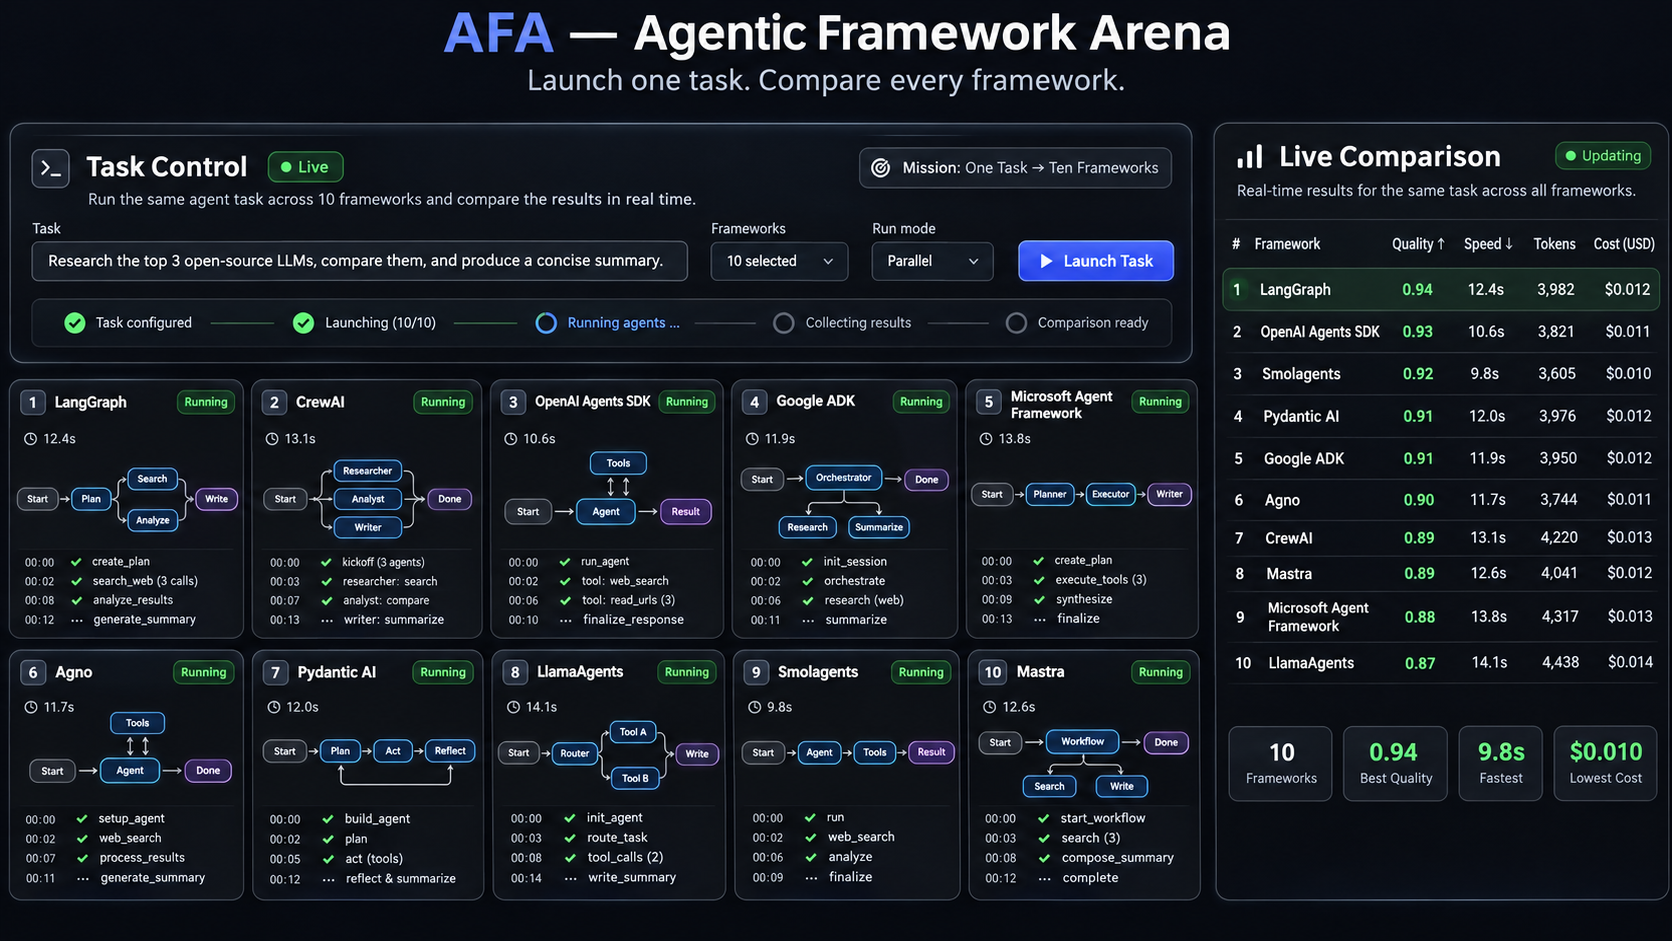 AFA — Agentic Framework Arena
Launch one task. Compare every framework.
Task Control
Live
Mission: One Task → Ten Frameworks
Run the same agent task across 10 frameworks and compare the results in real time.
Task
Frameworks
Run mode
Research the top 3 open-source LLMs, compare them, and produce a concise summary.
10 selected
Parallel
Launch Task
Task configured
Launching (10/10)
Running agents ...
Collecting results
Comparison ready
1 LangGraph Running
12.4s
Start
Plan
Search
Analyze
Write
00:00 create_plan
00:02 search_web (3 calls)
00:08 analyze_results
00:12 ... generate_summary
2 CrewAI Running
13.1s
Start
Researcher
Analyst
Writer
Done
00:00 kickoff (3 agents)
00:03 researcher: search
00:07 analyst: compare
00:13 ... writer: summarize
3 OpenAI Agents SDK Running
10.6s
Tools
Start
Agent
Result
00:00 run_agent
00:02 tool: web_search
00:06 tool: read_urls (3)
00:10 ... finalize_response
4 Google ADK Running
11.9s
Start
Orchestrator
Done
Research
Summarize
00:00 init_session
00:02 orchestrate
00:06 research (web)
00:11 ... summarize
5 Microsoft Agent
Framework
Running
13.8s
Start
Planner
Executor
Writer
00:00 create_plan
00:03 execute_tools (3)
00:09 synthesize
00:13 ... finalize
6 Agno Running
11.7s
Tools
Start
Agent
Done
00:00 setup_agent
00:02 web_search
00:07 process_results
00:11 ... generate_summary
7 Pydantic AI Running
12.0s
Start
Plan
Act
Reflect
00:00 build_agent
00:02 plan
00:05 act (tools)
00:12 ... reflect & summarize
8 LlamaAgents Running
14.1s
Start
Router
Tool A
Tool B
Write
00:00 init_agent
00:03 route_task
00:08 tool_calls (2)
00:14 ... write_summary
9 Smolagents Running
9.8s
Start
Agent
Tools
Result
00:00 run
00:02 web_search
00:06 analyze
00:09 ... finalize
10 Mastra Running
12.6s
Start
Workflow
Done
Search
Write
00:00 start_workflow
00:03 search (3)
00:08 compose_summary
00:12 ... complete
Live Comparison
Updating
Real-time results for the same task across all frameworks.
# Framework Quality ↑ Speed ↓ Tokens Cost (USD)
1 LangGraph 0.94 12.4s 3,982 $0.012
2 OpenAI Agents SDK 0.93 10.6s 3,821 $0.011
3 Smolagents 0.92 9.8s 3,605 $0.010
4 Pydantic AI 0.91 12.0s 3,976 $0.012
5 Google ADK 0.91 11.9s 3,950 $0.012
6 Agno 0.90 11.7s 3,744 $0.011
7 CrewAI 0.89 13.1s 4,220 $0.013
8 Mastra 0.89 12.6s 4,041 $0.012
9 Microsoft Agent
Framework 0.88 13.8s 4,317 $0.013
10 LlamaAgents 0.87 14.1s 4,438 $0.014
10
Frameworks
0.94
Best Quality
9.8s
Fastest
$0.010
Lowest Cost